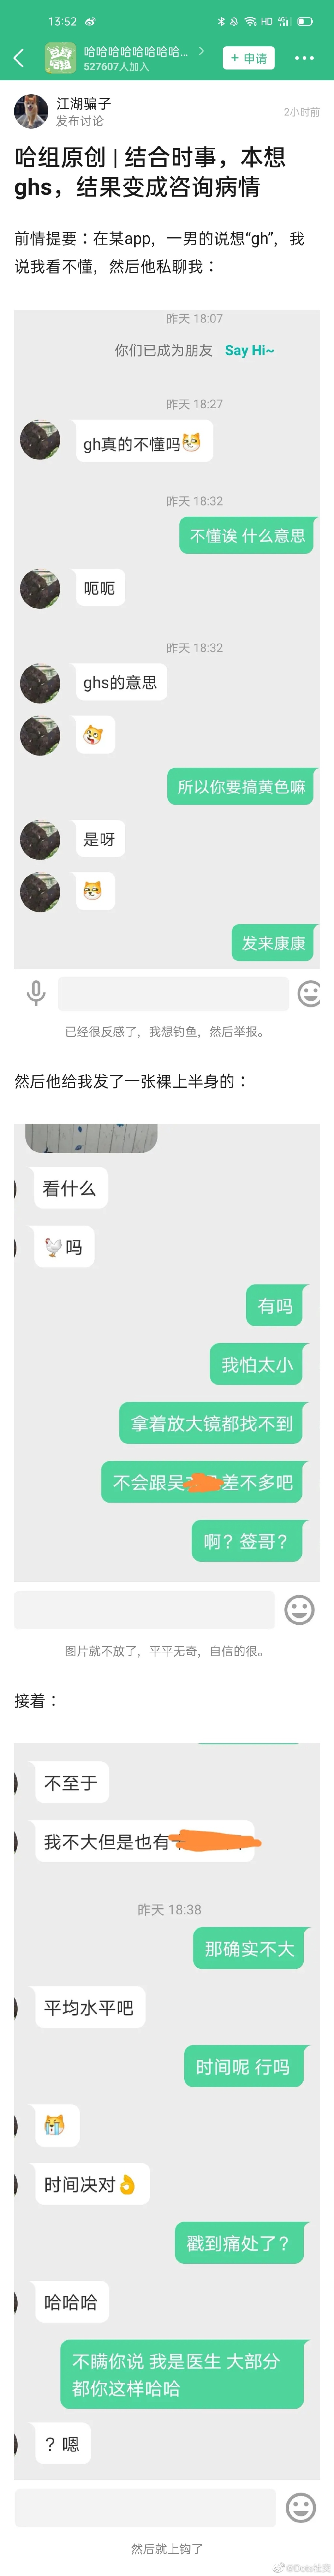 13:52
HD
4G
哈哈哈哈哈哈哈哈...
527607人加入
+ 申请
江湖骗子
发布讨论
2小时前
哈组原创 | 结合时事，本想
ghs，结果变成咨询病情
前情提要：在某app，一男的说想“gh”，我
说我看不懂，然后他私聊我：
昨天 18:07
你们已成为朋友 Say Hi~
昨天 18:27
gh真的不懂吗
昨天 18:32
不懂诶 什么意思
呃呃
昨天 18:32
ghs的意思
所以你要搞黄色嘛
是呀
发来康康
已经很反感了，我想钓鱼，然后举报。
然后他给我发了一张裸上半身的：
看什么
吗
有吗
我怕太小
拿着放大镜都找不到
不会跟吴差不多吧
啊？签哥？
图片就不放了，平平无奇，自信的很。
接着：
不至于
我不大但是也有
昨天 18:38
那确实不大
平均水平吧
时间呢 行吗
时间决对
戳到痛处了？
哈哈哈
不瞒你说 我是医生 大部分
都你这样哈哈
？嗯
然后就上钩了